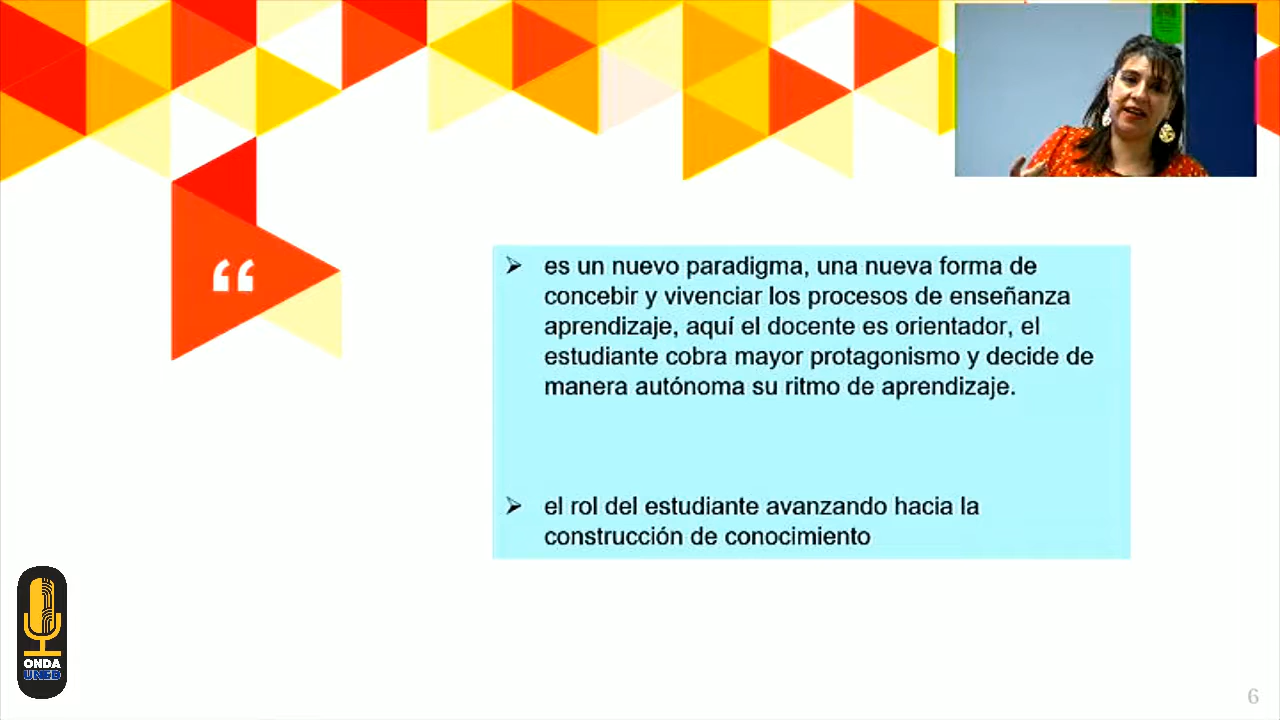 “
➤ es un nuevo paradigma, una nueva forma de
concebir y vivenciar los procesos de enseñanza
aprendizaje, aquí el docente es orientador, el
estudiante cobra mayor protagonismo y decide de
manera autónoma su ritmo de aprendizaje.
➤ el rol del estudiante avanzando hacia la
construcción de conocimiento
ONDA
UNED
6